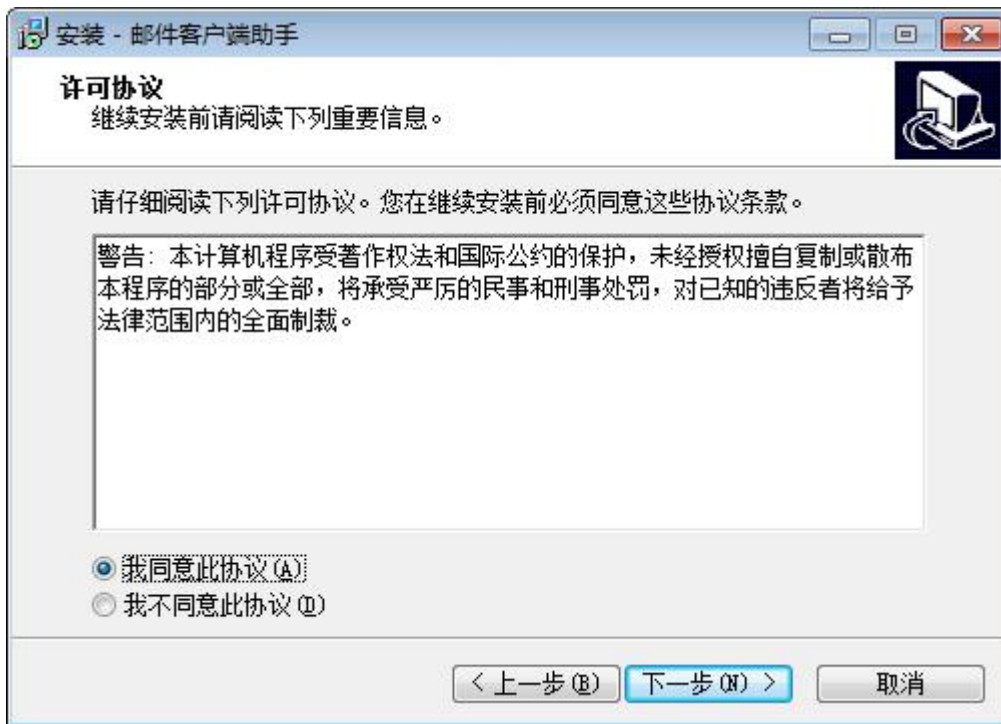 安装 - 邮件客户端助手
许可协议
继续安装前请阅读下列重要信息。
请仔细阅读下列许可协议。您在继续安装前必须同意这些协议条款。
警告: 本计算机程序受著作权法和国际公约的保护，未经授权擅自复制或散布
本程序的部分或全部，将承受严厉的民事和刑事处罚，对已知的违反者将给予
法律范围内的全面制裁。
我同意此协议(A)
我不同意此协议(D)
< 上一步(B) 下一步(N) > 取消